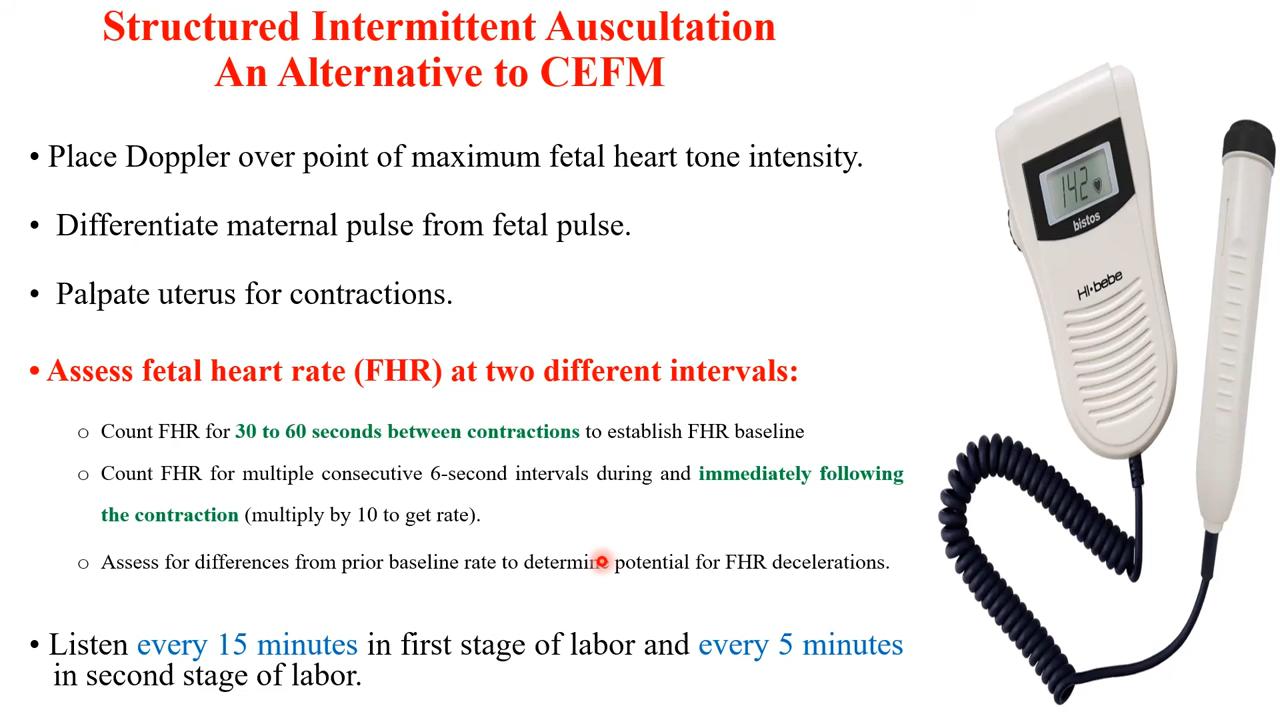 Structured Intermittent Auscultation
An Alternative to CEFM
• Place Doppler over point of maximum fetal heart tone intensity.
• Differentiate maternal pulse from fetal pulse.
• Palpate uterus for contractions.
• Assess fetal heart rate (FHR) at two different intervals:
o Count FHR for 30 to 60 seconds between contractions to establish FHR baseline
o Count FHR for multiple consecutive 6-second intervals during and immediately following
the contraction (multiply by 10 to get rate).
o Assess for differences from prior baseline rate to determine potential for FHR decelerations.
• Listen every 15 minutes in first stage of labor and every 5 minutes
in second stage of labor.
142
bistos
Hi•bebe